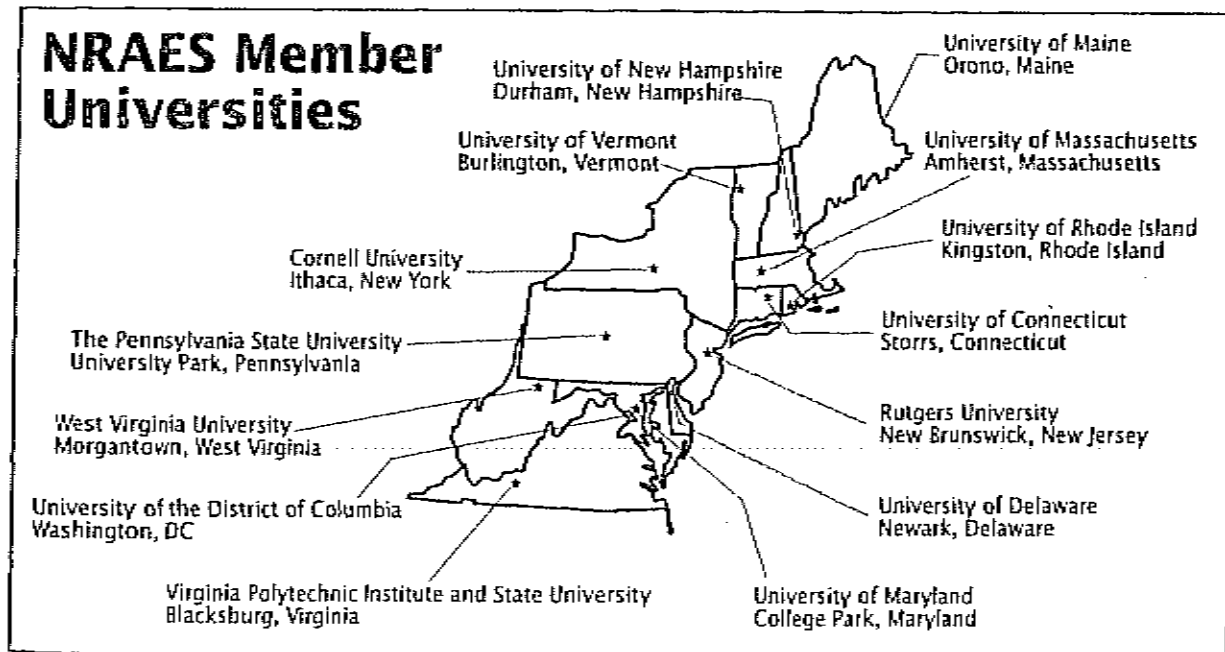 NRAES Member
Universities
University of Maine
Orono, Maine
University of New Hampshire
Durham, New Hampshire
University of Vermont
Burlington, Vermont
University of Massachusetts
Amherst, Massachusetts
University of Rhode Island
Kingston, Rhode Island
Cornell University
Ithaca, New York
University of Connecticut
Storrs, Connecticut
The Pennsylvania State University
University Park, Pennsylvania
West Virginia University
Morgantown, West Virginia
Rutgers University
New Brunswick, New Jersey
University of the District of Columbia
Washington, DC
University of Delaware
Newark, Delaware
Virginia Polytechnic Institute and State University
Blacksburg, Virginia
University of Maryland
College Park, Maryland